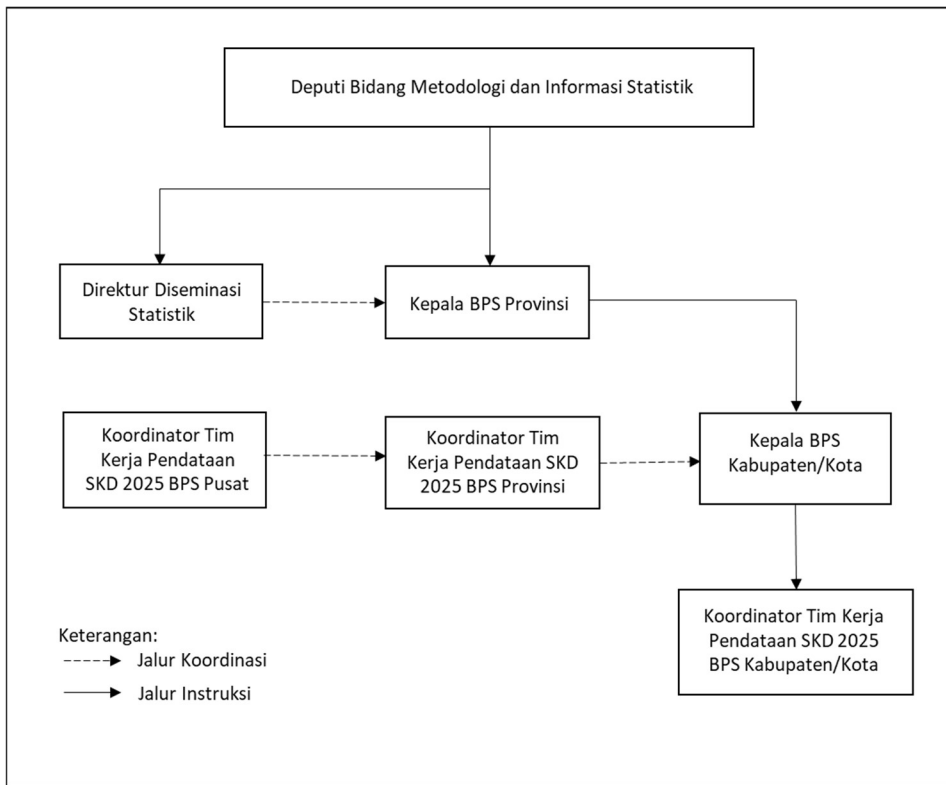 Deputi Bidang Metodologi dan Informasi Statistik
Direktur Diseminasi
Statistik
Kepala BPS Provinsi
Koordinator Tim
Kerja Pendataan
SKD 2025 BPS Pusat
Koordinator Tim
Kerja Pendataan SKD
2025 BPS Provinsi
Kepala BPS
Kabupaten/Kota
Koordinator Tim Kerja
Pendataan SKD 2025
BPS Kabupaten/Kota
Keterangan:
Jalur Koordinasi
Jalur Instruksi